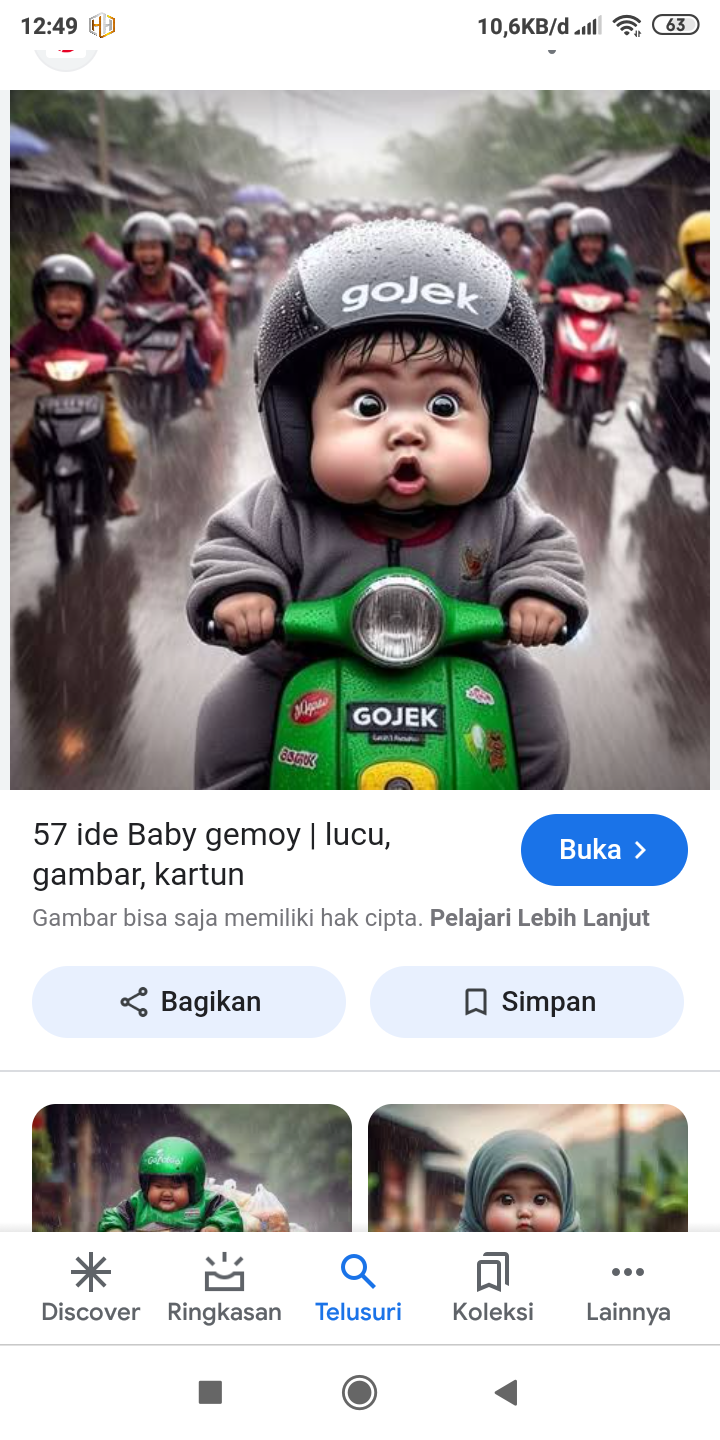 12:49
10,6KB/d
63
gojek
GOJEK
57 ide Baby gemoy | lucu,
gambar, kartun
Buka
Gambar bisa saja memiliki hak cipta. Pelajari Lebih Lanjut
Bagikan
Simpan
Discover
Ringkasan
Telusuri
Koleksi
Lainnya